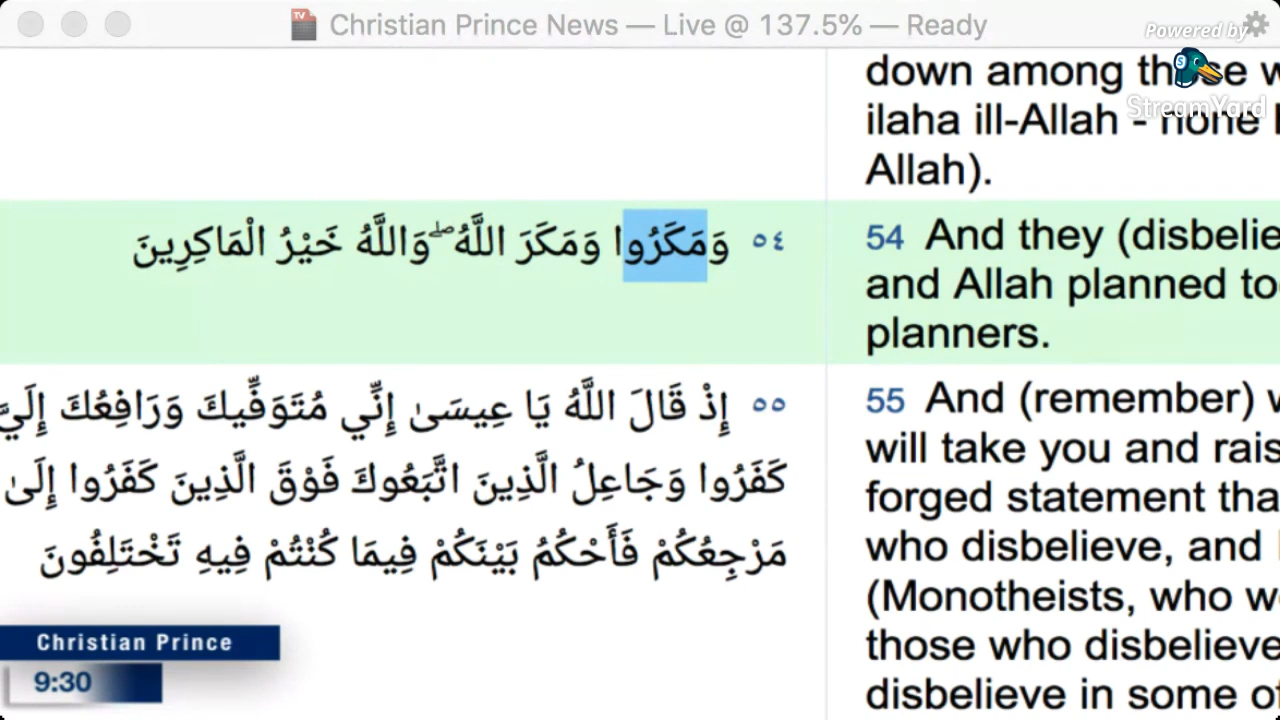 Christian Prince News — Live @ 137.5% — Ready
Powered by
StreamYard
down among those w
ilaha ill-Allah - none
Allah).
٥٤ وَمَكَرُوا وَمَكَرَ اللَّهُ ۖ وَاللَّهُ خَيْرُ الْمَاكِرِينَ
54 And they (disbelie
and Allah planned to
planners.
٥٥ إِذْ قَالَ اللَّهُ يَا عِيسَىٰ إِنِّي مُتَوَفِّيكَ وَرَافِعُكَ إِلَيَّ
كَفَرُوا وَجَاعِلُ الَّذِينَ اتَّبَعُوكَ فَوْقَ الَّذِينَ كَفَرُوا إِلَىٰ
مَرْجِعُكُمْ فَأَحْكُمُ بَيْنَكُمْ فِيمَا كُنْتُمْ فِيهِ تَخْتَلِفُونَ
55 And (remember) w
will take you and rais
forged statement tha
who disbelieve, and
(Monotheists, who w
those who disbelieve
disbelieve in some of
Christian Prince
9:30